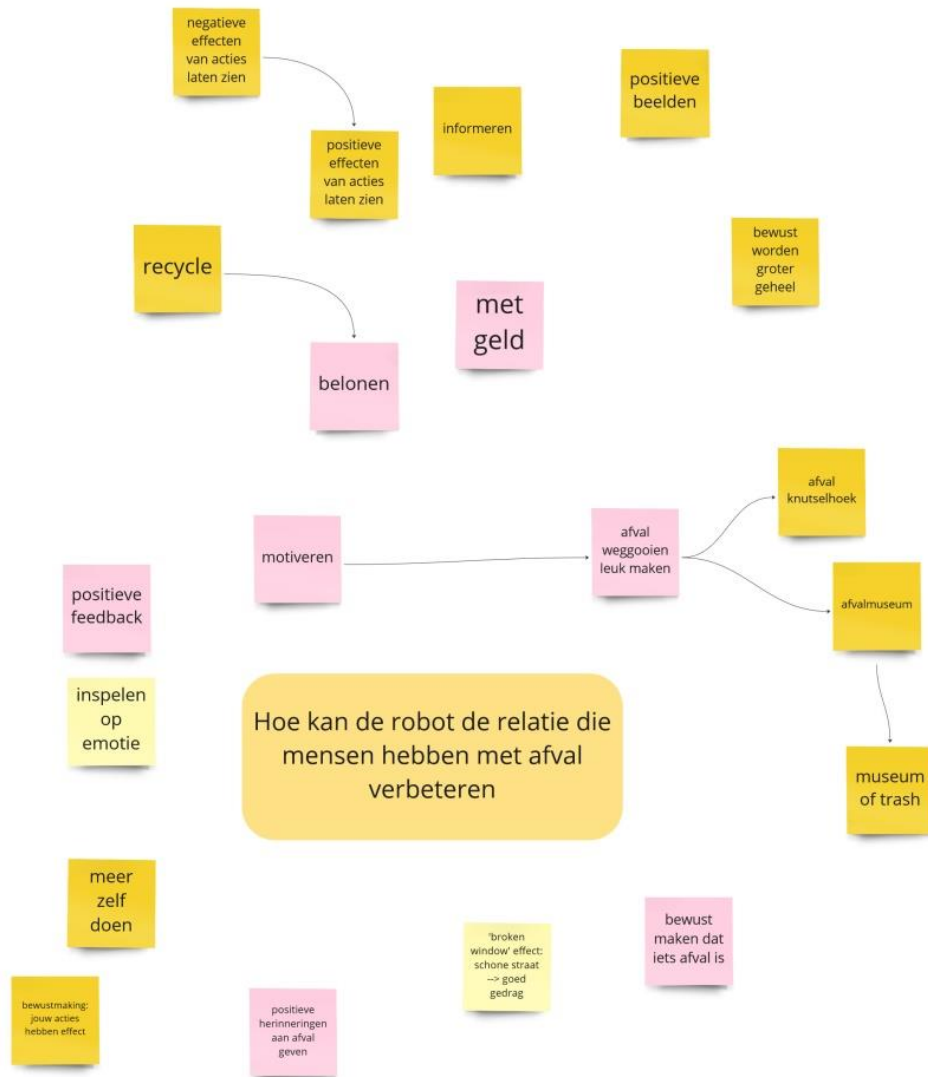 negatieve
effecten
van acties
laten zien
positieve
effecten
van acties
laten zien
informeren
positieve
beelden
recycle
bewust
worden
groter
geheel
met
geld
belonen
afval
knutselhoek
motiveren
afval
weggooien
leuk maken
positieve
feedback
afvalmuseum
inspelen
op
emotie
Hoe kan de robot de relatie die
mensen hebben met afval
verbeteren
museum
of trash
meer
zelf
doen
'broken
window' effect:
schone straat
--> goed
gedrag
bewust
maken dat
iets afval is
bewustmaking:
jouw acties
hebben effect
positieve
herinneringen
aan afval
geven